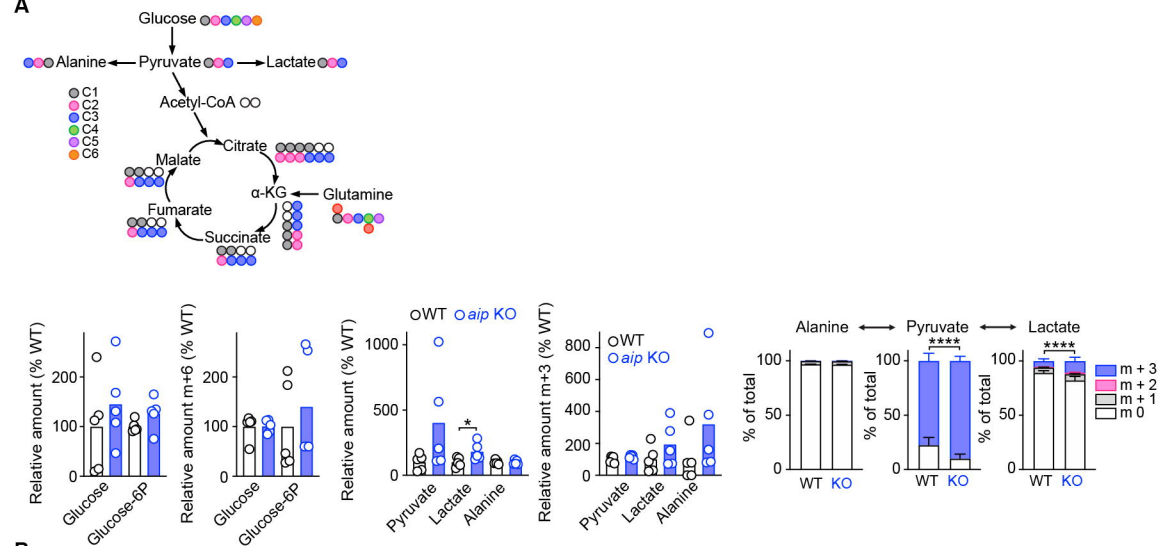 A
Glucose
Alanine Pyruvate Lactate
C1
C2
C3
C4
C5
C6
Acetyl-CoA
Citrate
Malate
α-KG Glutamine
Fumarate
Succinate
Relative amount (% WT)
200
100
0
Glucose
Glucose-6P
Relative amount m+6 (% WT)
200
100
0
Glucose
Glucose-6P
WT aip KO
Relative amount (% WT)
1000
500
0
*
Pyruvate
Lactate
Alanine
Relative amount m+3 (% WT)
800
600
400
200
0
WT
aip KO
Pyruvate
Lactate
Alanine
Alanine Pyruvate Lactate
% of total
100
50
0
WT KO
% of total
100
50
0
****
WT KO
% of total
100
50
0
****
WT KO
m + 3
m + 2
m + 1
m 0